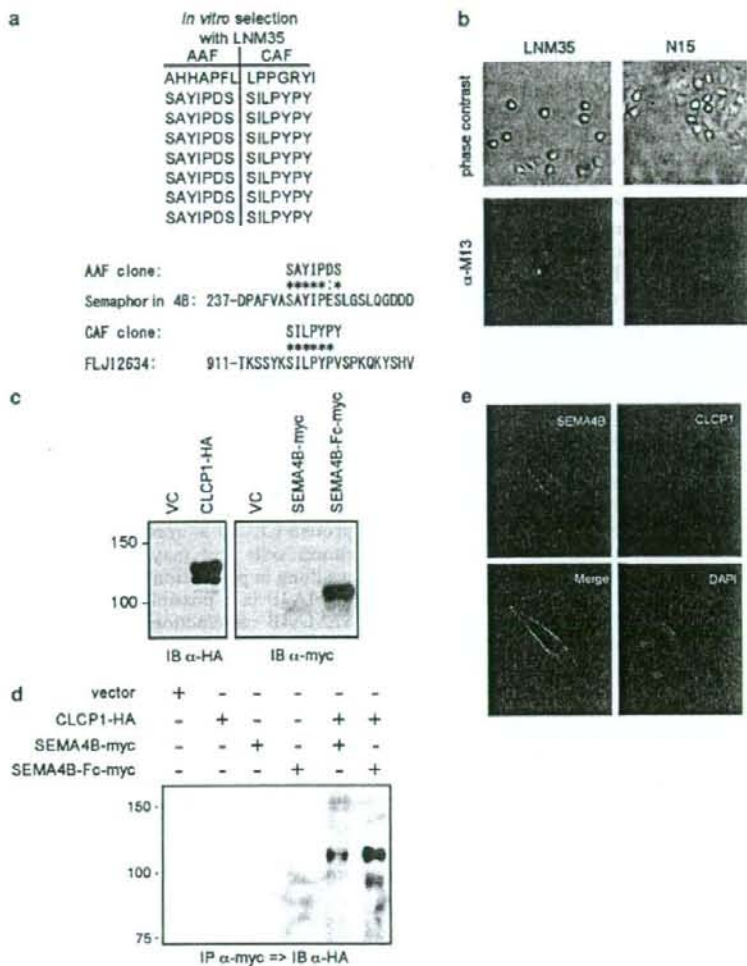 a
In vitro selection
with LNM35
AAF CAF
AHHAPFL LPPGRYI
SAYIPDS SILPYPY
SAYIPDS SILPYPY
SAYIPDS SILPYPY
SAYIPDS SILPYPY
SAYIPDS SILPYPY
SAYIPDS SILPYPY
SAYIPDS SILPYPY
AAF clone: SAYIPDS
*****:*
Semaphorin 4B: 237-DPAFVASAYIPESLGSLQGDDD
CAF clone: SILPYPY
******
FLJ12634: 911-TKSSYKSILPYPVSPKQKYSHV
b
LNM35 N15
phase contrast
α-M13
c
VC
CLCP1-HA
VC
SEMA4B-myc
SEMA4B-Fc-myc
150
100
IB α-HA IB α-myc
d
vector + - - - - -
CLCP1-HA - + - - + +
SEMA4B-myc - - + - + -
SEMA4B-Fc-myc - - - + - +
150 -
100 -
75 -
IP α-myc => IB α-HA
e
SEMA4B CLCP1
Merge DAPI